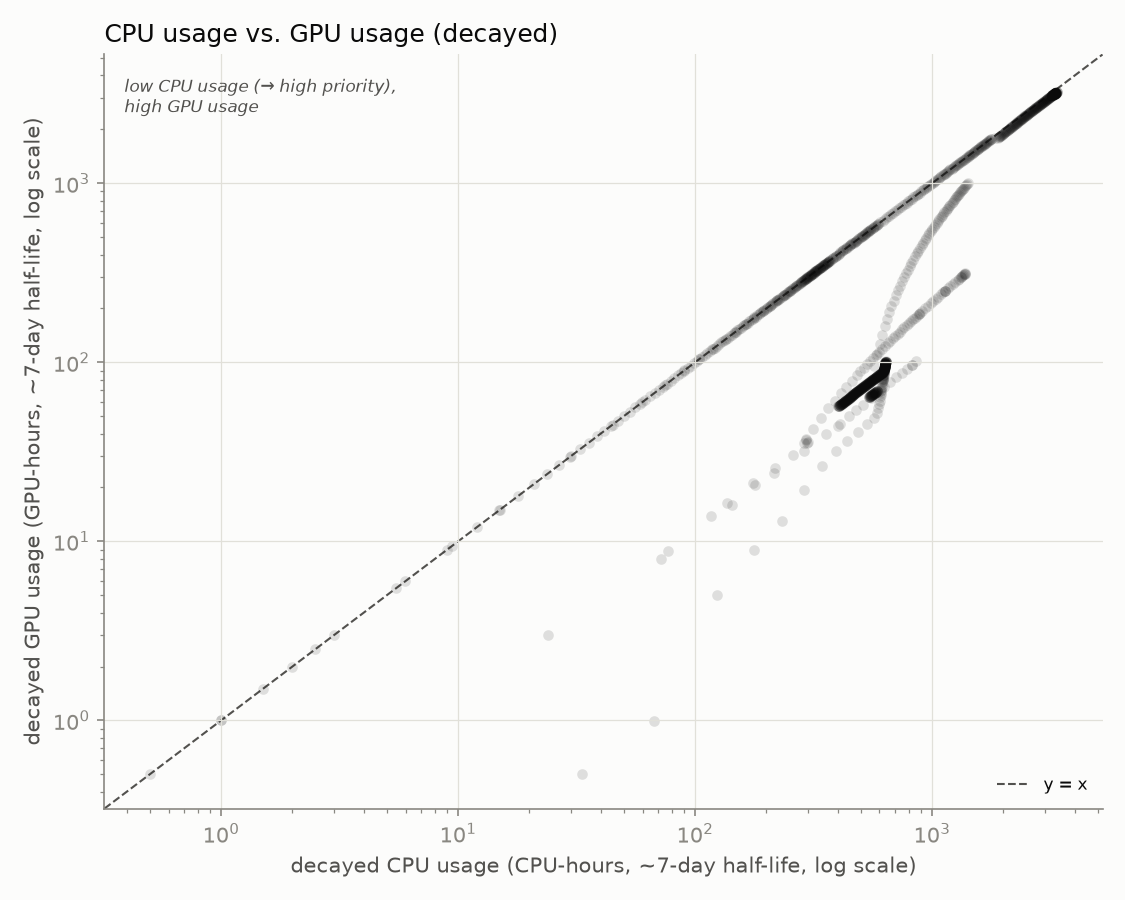 CPU usage vs. GPU usage (decayed)
low CPU usage (→ high priority),
high GPU usage
decayed GPU usage (GPU-hours, ~7-day half-life, log scale)
10³
10²
10¹
10⁰
y = x
10⁰ 10¹ 10² 10³
decayed CPU usage (CPU-hours, ~7-day half-life, log scale)